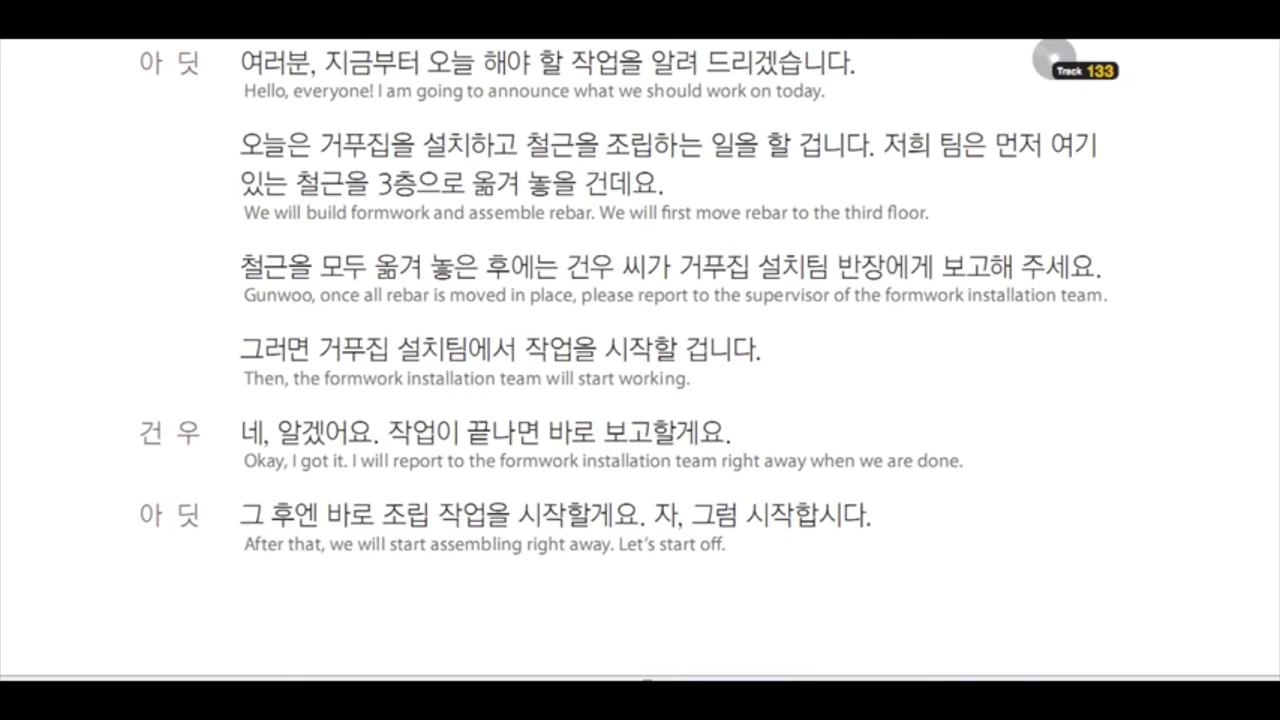 아 딧 여러분, 지금부터 오늘 해야 할 작업을 알려 드리겠습니다.
Track 133
Hello, everyone! I am going to announce what we should work on today.
오늘은 거푸집을 설치하고 철근을 조립하는 일을 할 겁니다. 저희 팀은 먼저 여기
있는 철근을 3층으로 옮겨 놓을 건데요.
We will build formwork and assemble rebar. We will first move rebar to the third floor.
철근을 모두 옮겨 놓은 후에는 건우 씨가 거푸집 설치팀 반장에게 보고해 주세요.
Gunwoo, once all rebar is moved in place, please report to the supervisor of the formwork installation team.
그러면 거푸집 설치팀에서 작업을 시작할 겁니다.
Then, the formwork installation team will start working.
건 우 네, 알겠어요. 작업이 끝나면 바로 보고할게요.
Okay, I got it. I will report to the formwork installation team right away when we are done.
아 딧 그 후엔 바로 조립 작업을 시작할게요. 자, 그럼 시작합시다.
After that, we will start assembling right away. Let's start off.